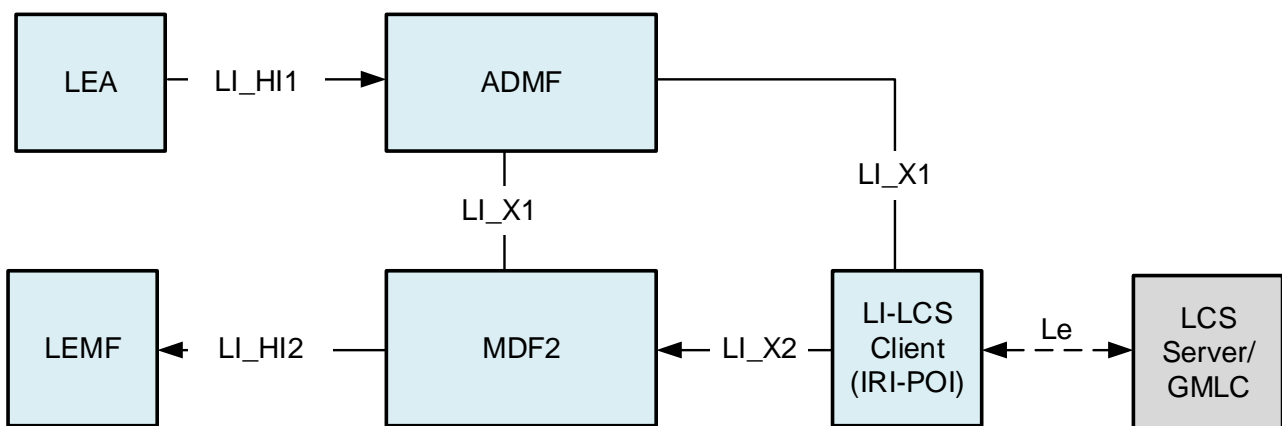 LEA
LI_HI1
ADMF
LI_X1
LI_X1
LEMF
LI_HI2
MDF2
LI_X2
LI-LCS
Client
(IRI-POI)
Le
LCS
Server/
GMLC